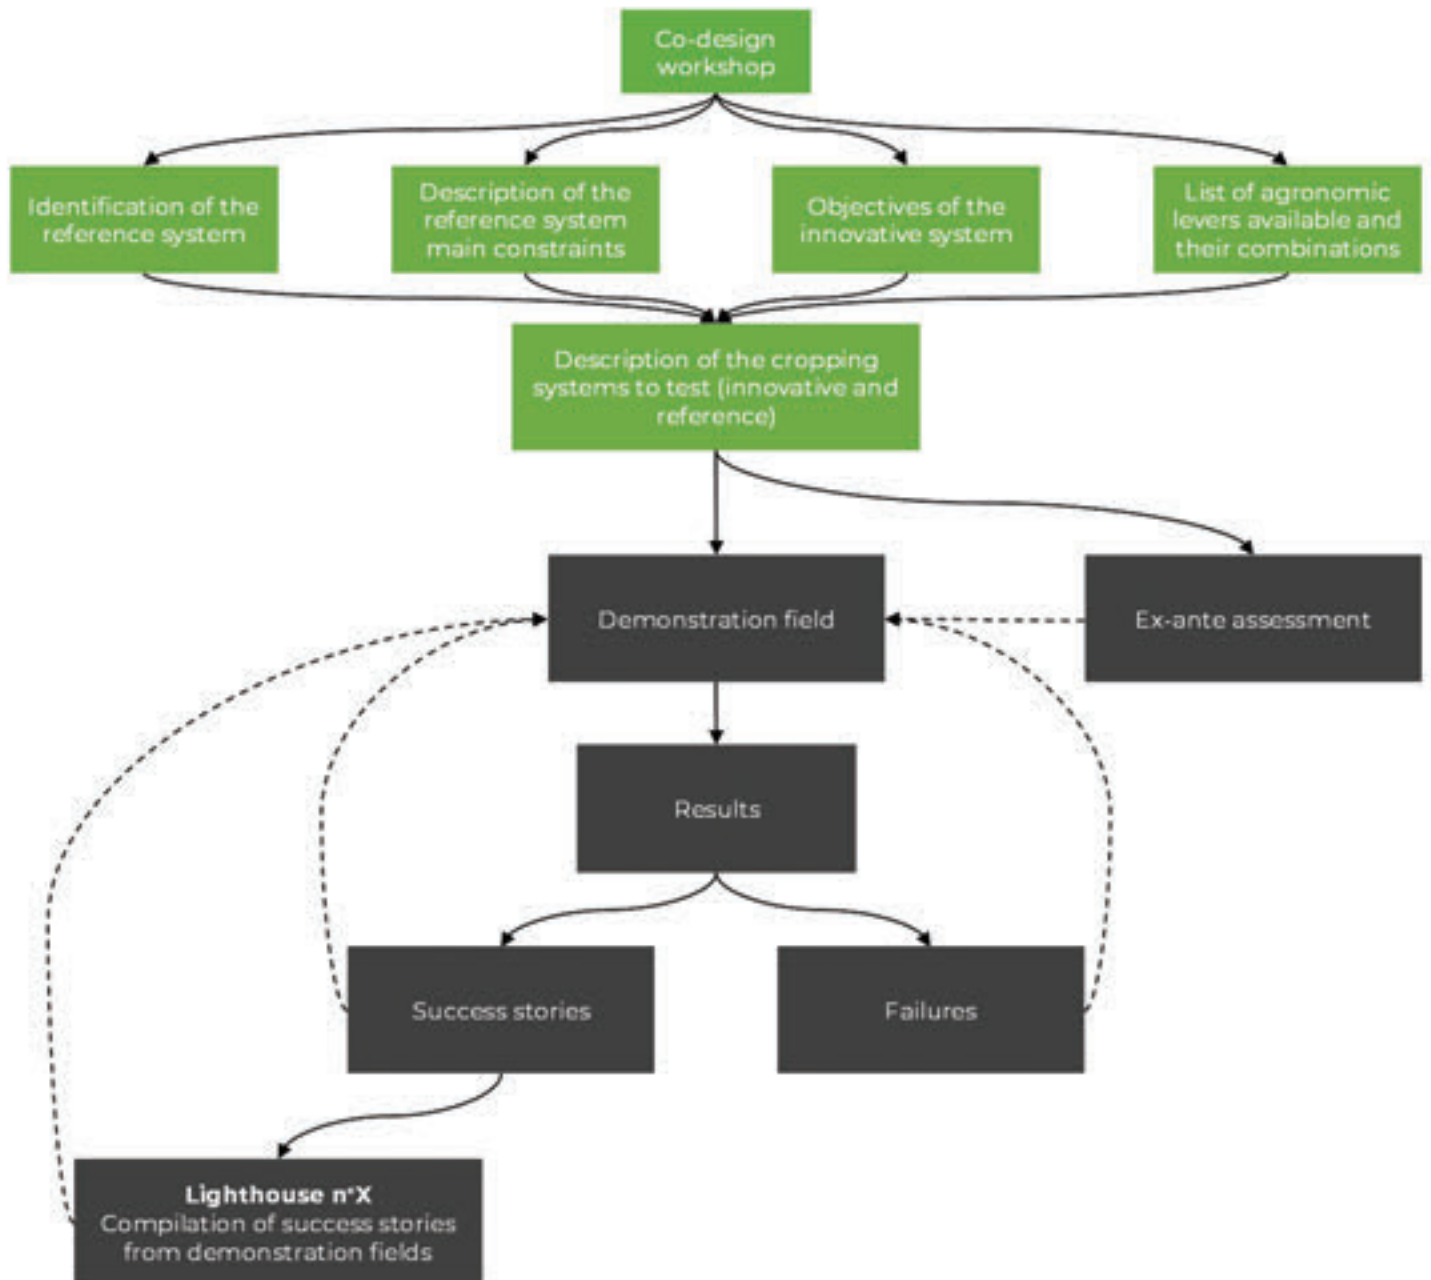 Co-design
workshop
Identification of the
reference system
Description of the
reference system
main constraints
Objectives of the
innovative system
List of agronomic
levers available and
their combinations
Description of the cropping
systems to test (innovative and
reference)
Demonstration field
Ex-ante assessment
Results
Success stories
Failures
Lighthouse n°X
Compilation of success stories
from demonstration fields